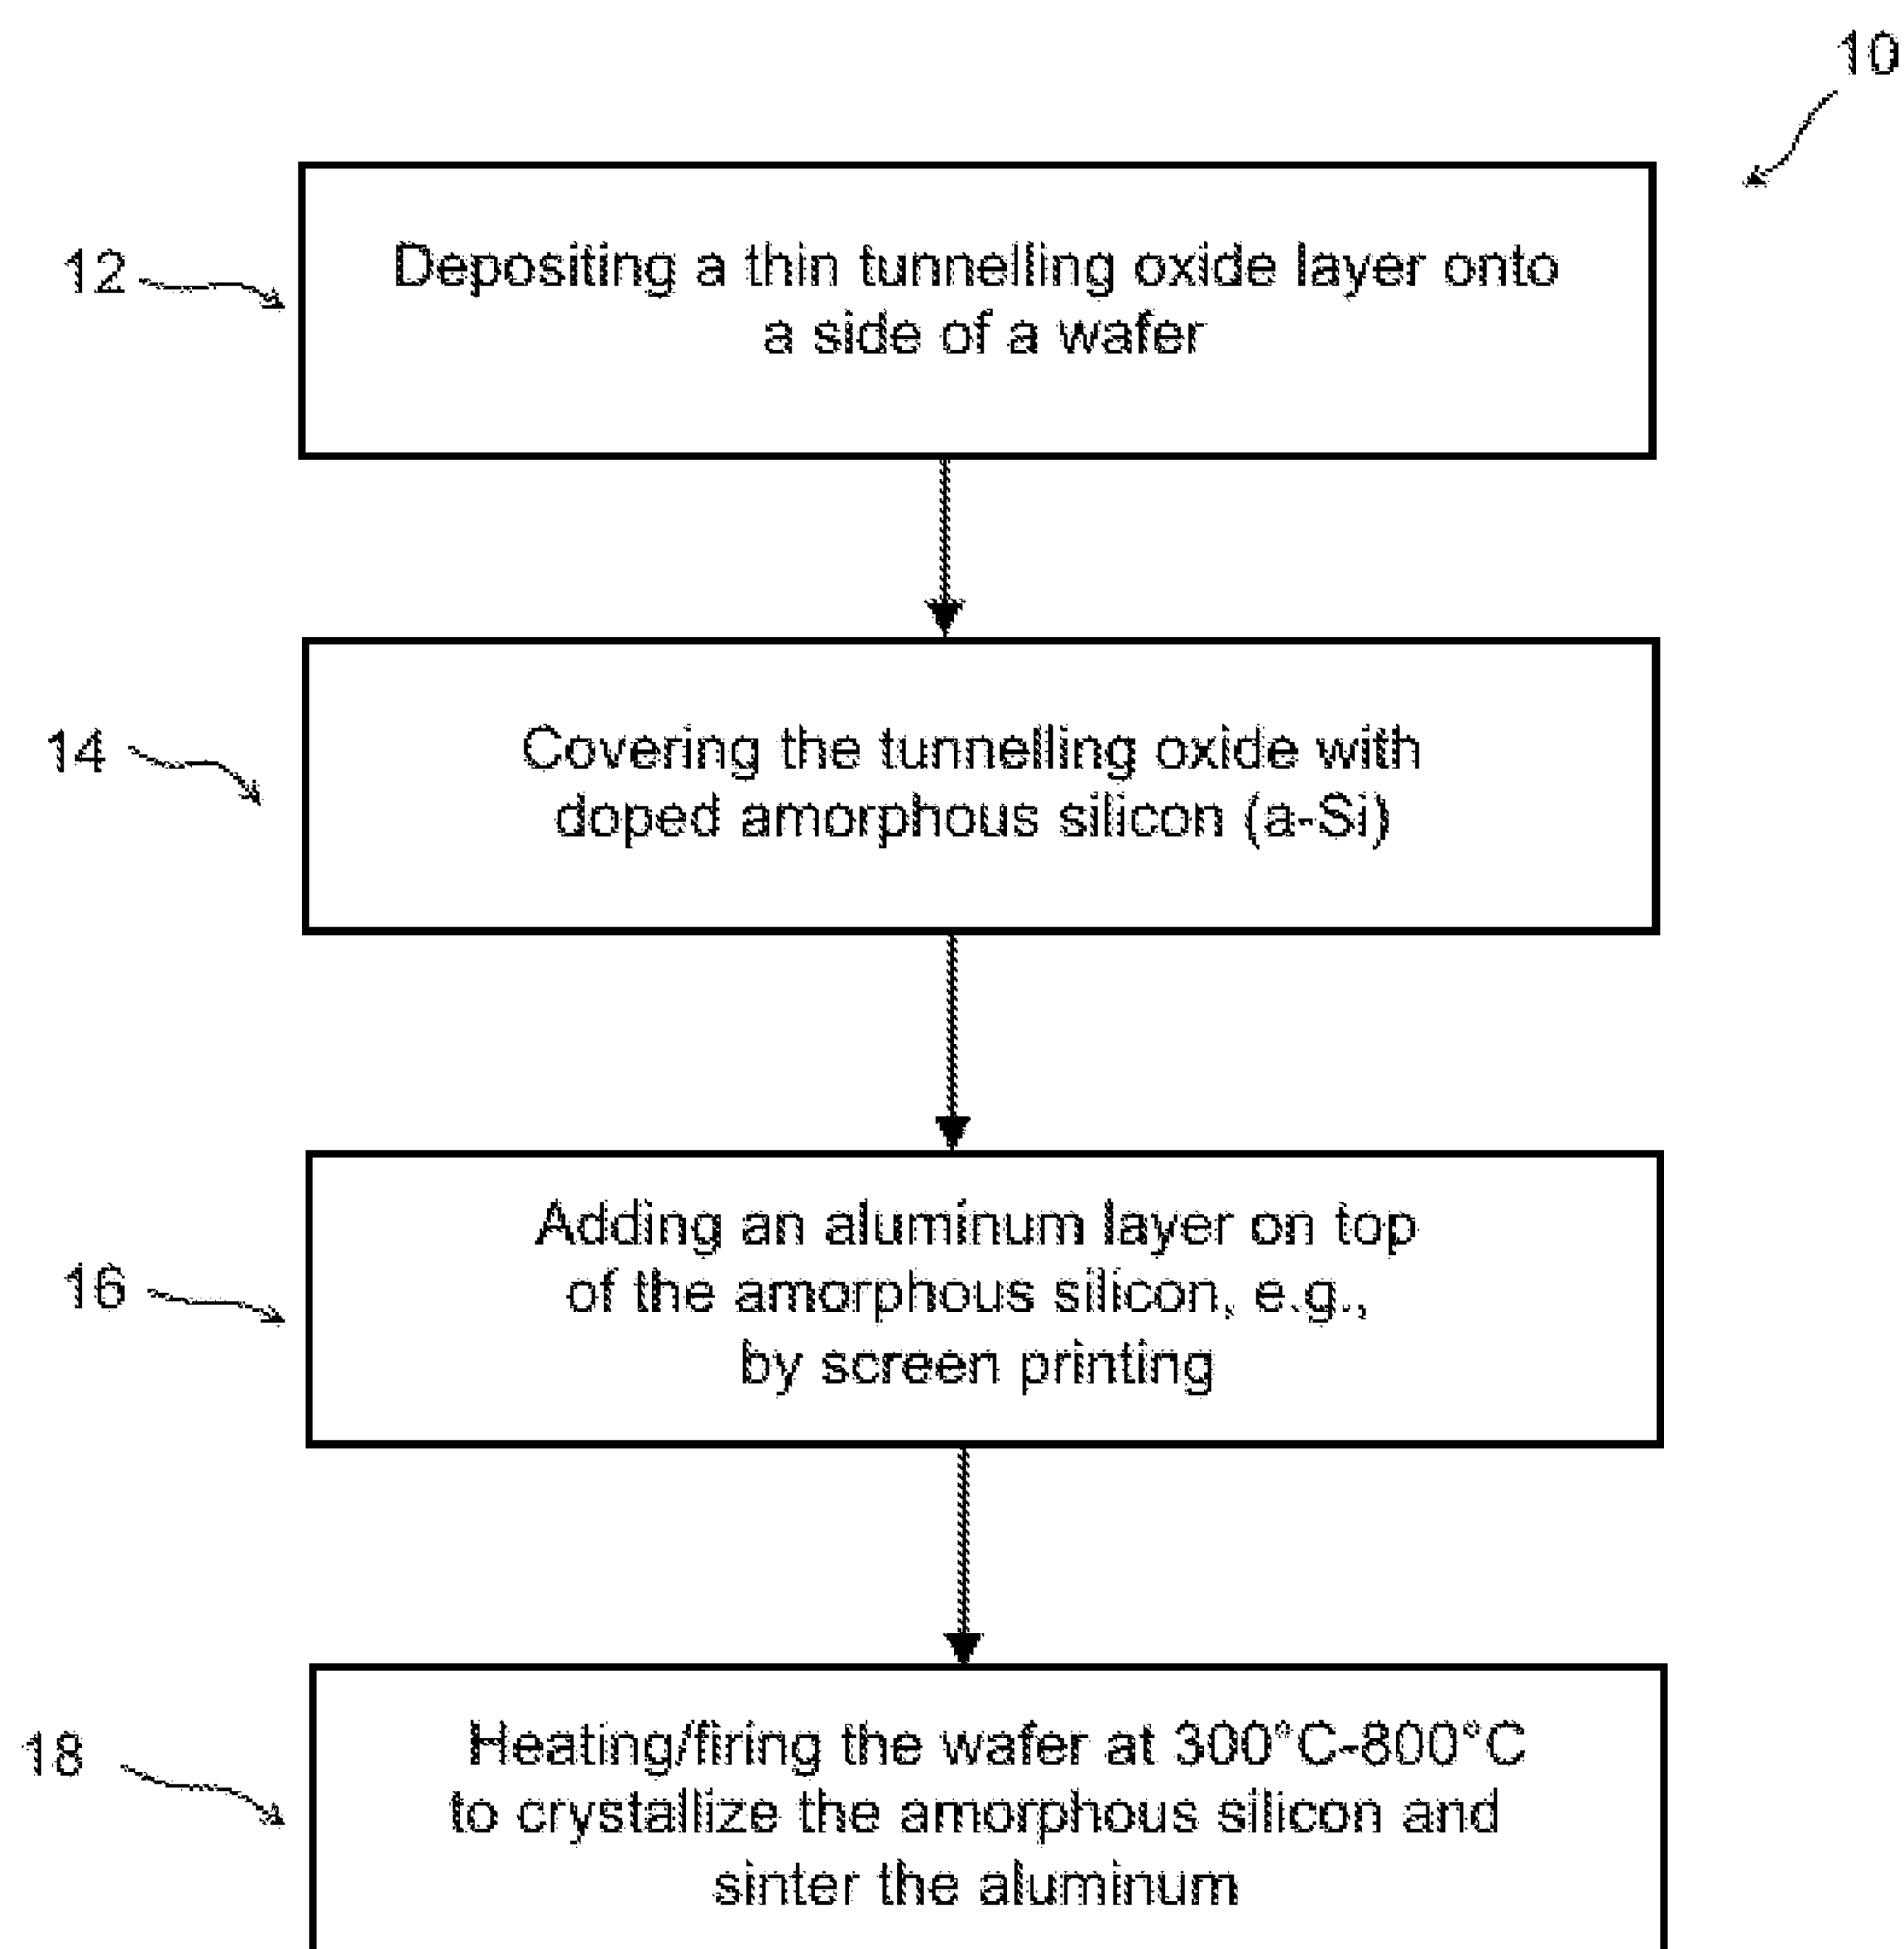 10
12
Depositing a thin tunnelling oxide layer onto
a side of a wafer
14
Covering the tunnelling oxide with
doped amorphous silicon (a-Si)
16
Adding an aluminum layer on top
of the amorphous silicon, e.g.,
by screen printing
18
Heating/firing the wafer at 300°C-800°C
to crystallize the amorphous silicon and
sinter the aluminum